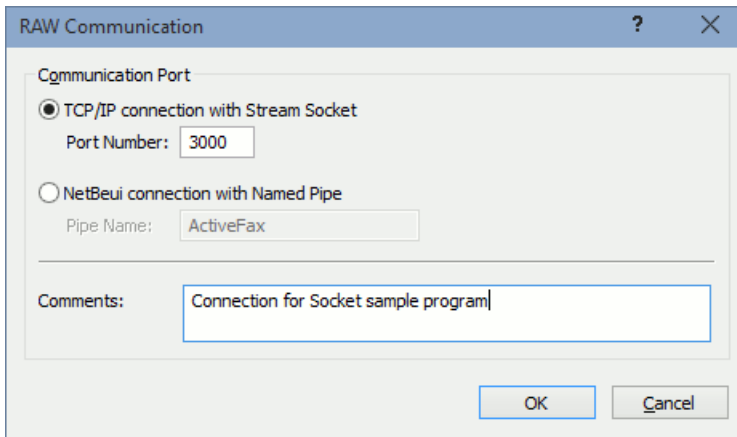 RAW Communication ?
Communication Port
TCP/IP connection with Stream Socket
Port Number: 3000
NetBeui connection with Named Pipe
Pipe Name: ActiveFax
Comments: Connection for Socket sample program
OK Cancel